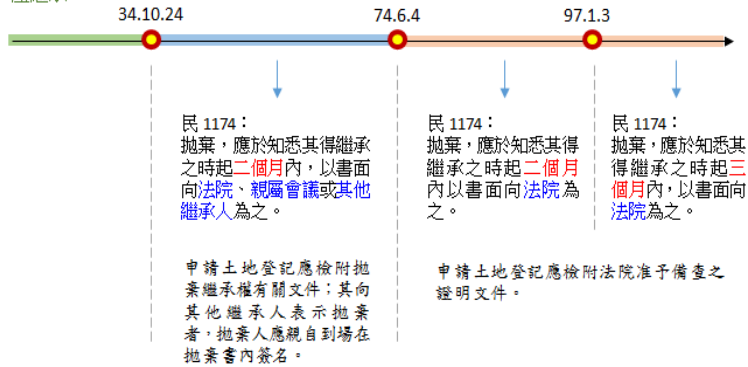 34.10.24
74.6.4
97.1.3
民 1174：
拋棄，應於知悉其得繼承
之時起二個月內，以書面
向法院、親屬會議或其他
繼承人為之。
申請土地登記應檢附拋
棄繼承權有關文件；其向
其他繼承人表示拋棄
者，拋棄人應親自到場在
拋棄書內簽名。
民 1174：
拋棄，應於知悉其得
繼承之時起二個月
內以書面向法院為
之。
民 1174：
拋棄，應於知悉其
得繼承之時起三
個月內，以書面向
法院為之。
申請土地登記應檢附法院准予備查之
證明文件。